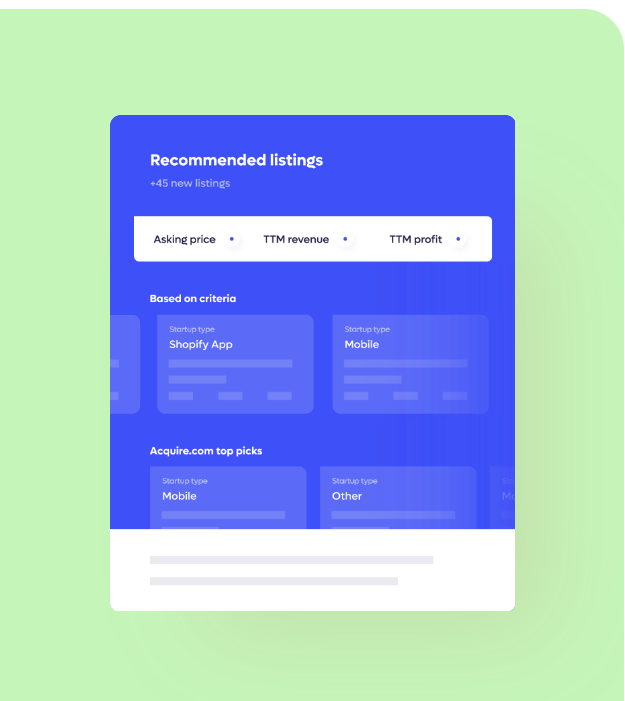 Recommended listings
+45 new listings
Asking price TTM revenue TTM profit
Based on criteria
Startup type Startup type
Shopify App Mobile
Acquire.com top picks
Startup type Startup type
Mobile Other